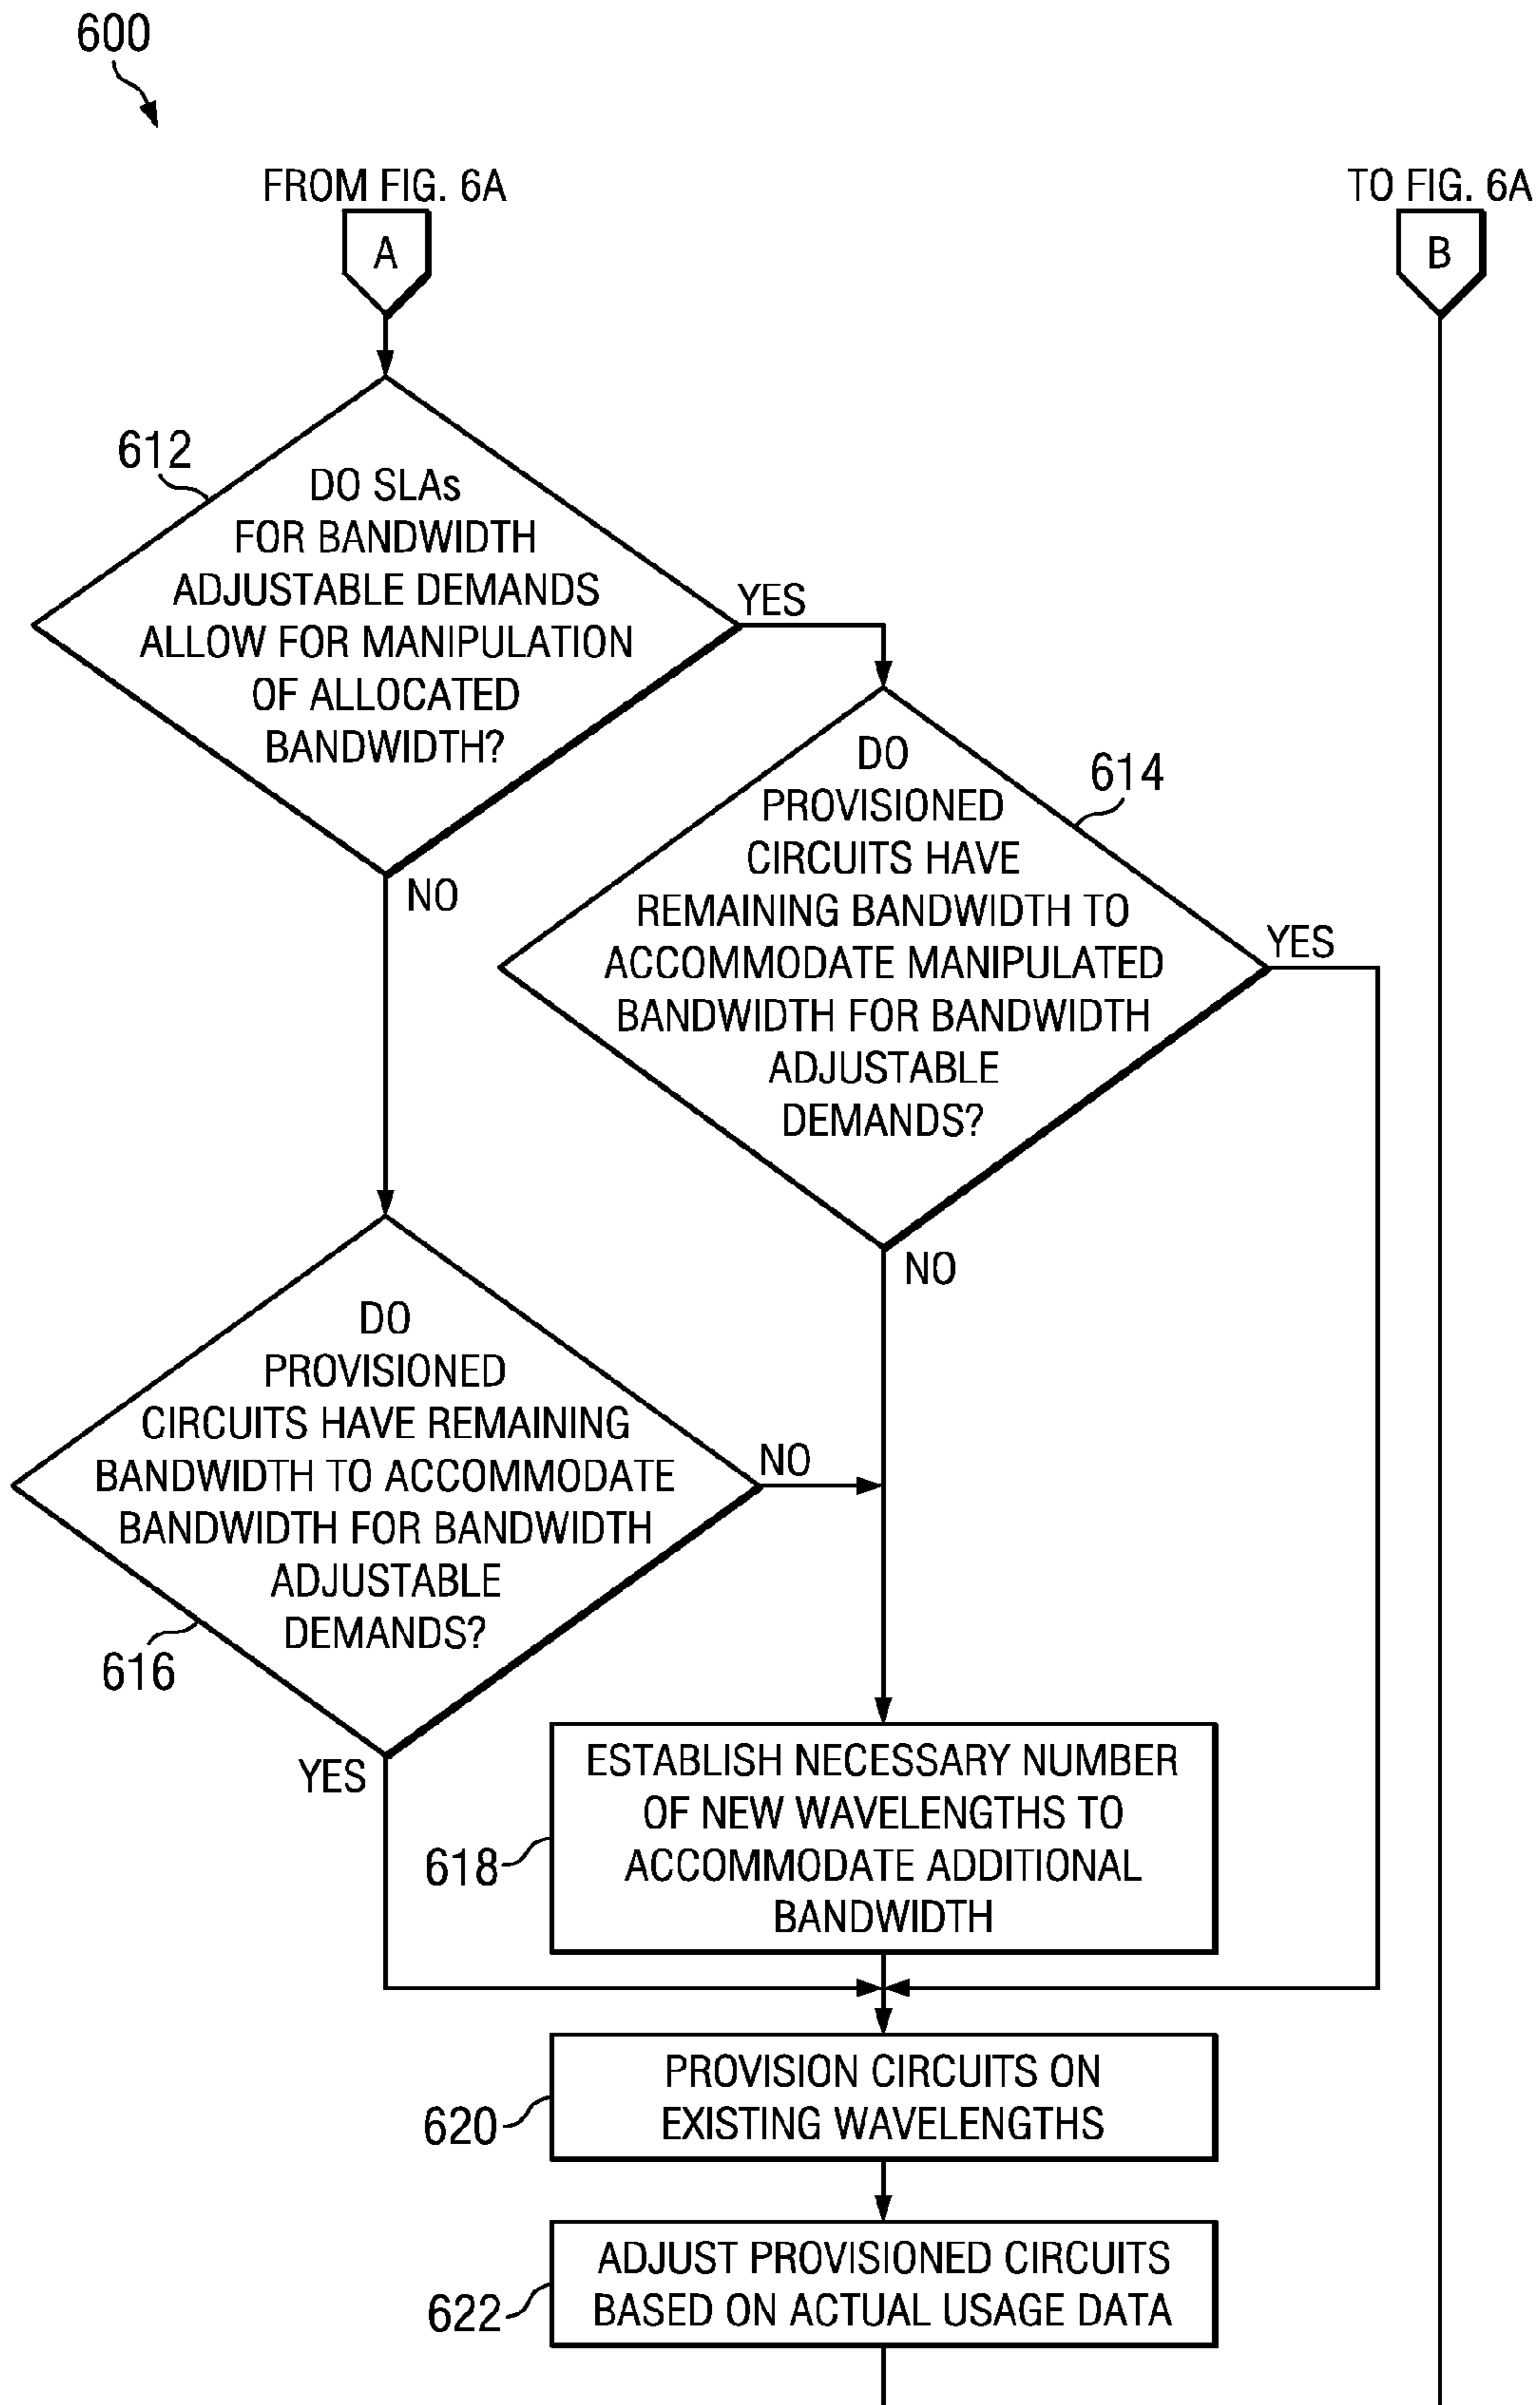 600
FROM FIG. 6A
TO FIG. 6A
A
B
612
DO SLAs
FOR BANDWIDTH
ADJUSTABLE DEMANDS
ALLOW FOR MANIPULATION
OF ALLOCATED
BANDWIDTH?
YES
NO
614
DO
PROVISIONED
CIRCUITS HAVE
REMAINING BANDWIDTH TO
ACCOMMODATE MANIPULATED
BANDWIDTH FOR BANDWIDTH
ADJUSTABLE
DEMANDS?
YES
NO
DO
PROVISIONED
CIRCUITS HAVE REMAINING
BANDWIDTH TO ACCOMMODATE
BANDWIDTH FOR BANDWIDTH
ADJUSTABLE
DEMANDS?
NO
616
YES
ESTABLISH NECESSARY NUMBER
OF NEW WAVELENGTHS TO
ACCOMMODATE ADDITIONAL
BANDWIDTH
618
PROVISION CIRCUITS ON
EXISTING WAVELENGTHS
620
ADJUST PROVISIONED CIRCUITS
BASED ON ACTUAL USAGE DATA
622